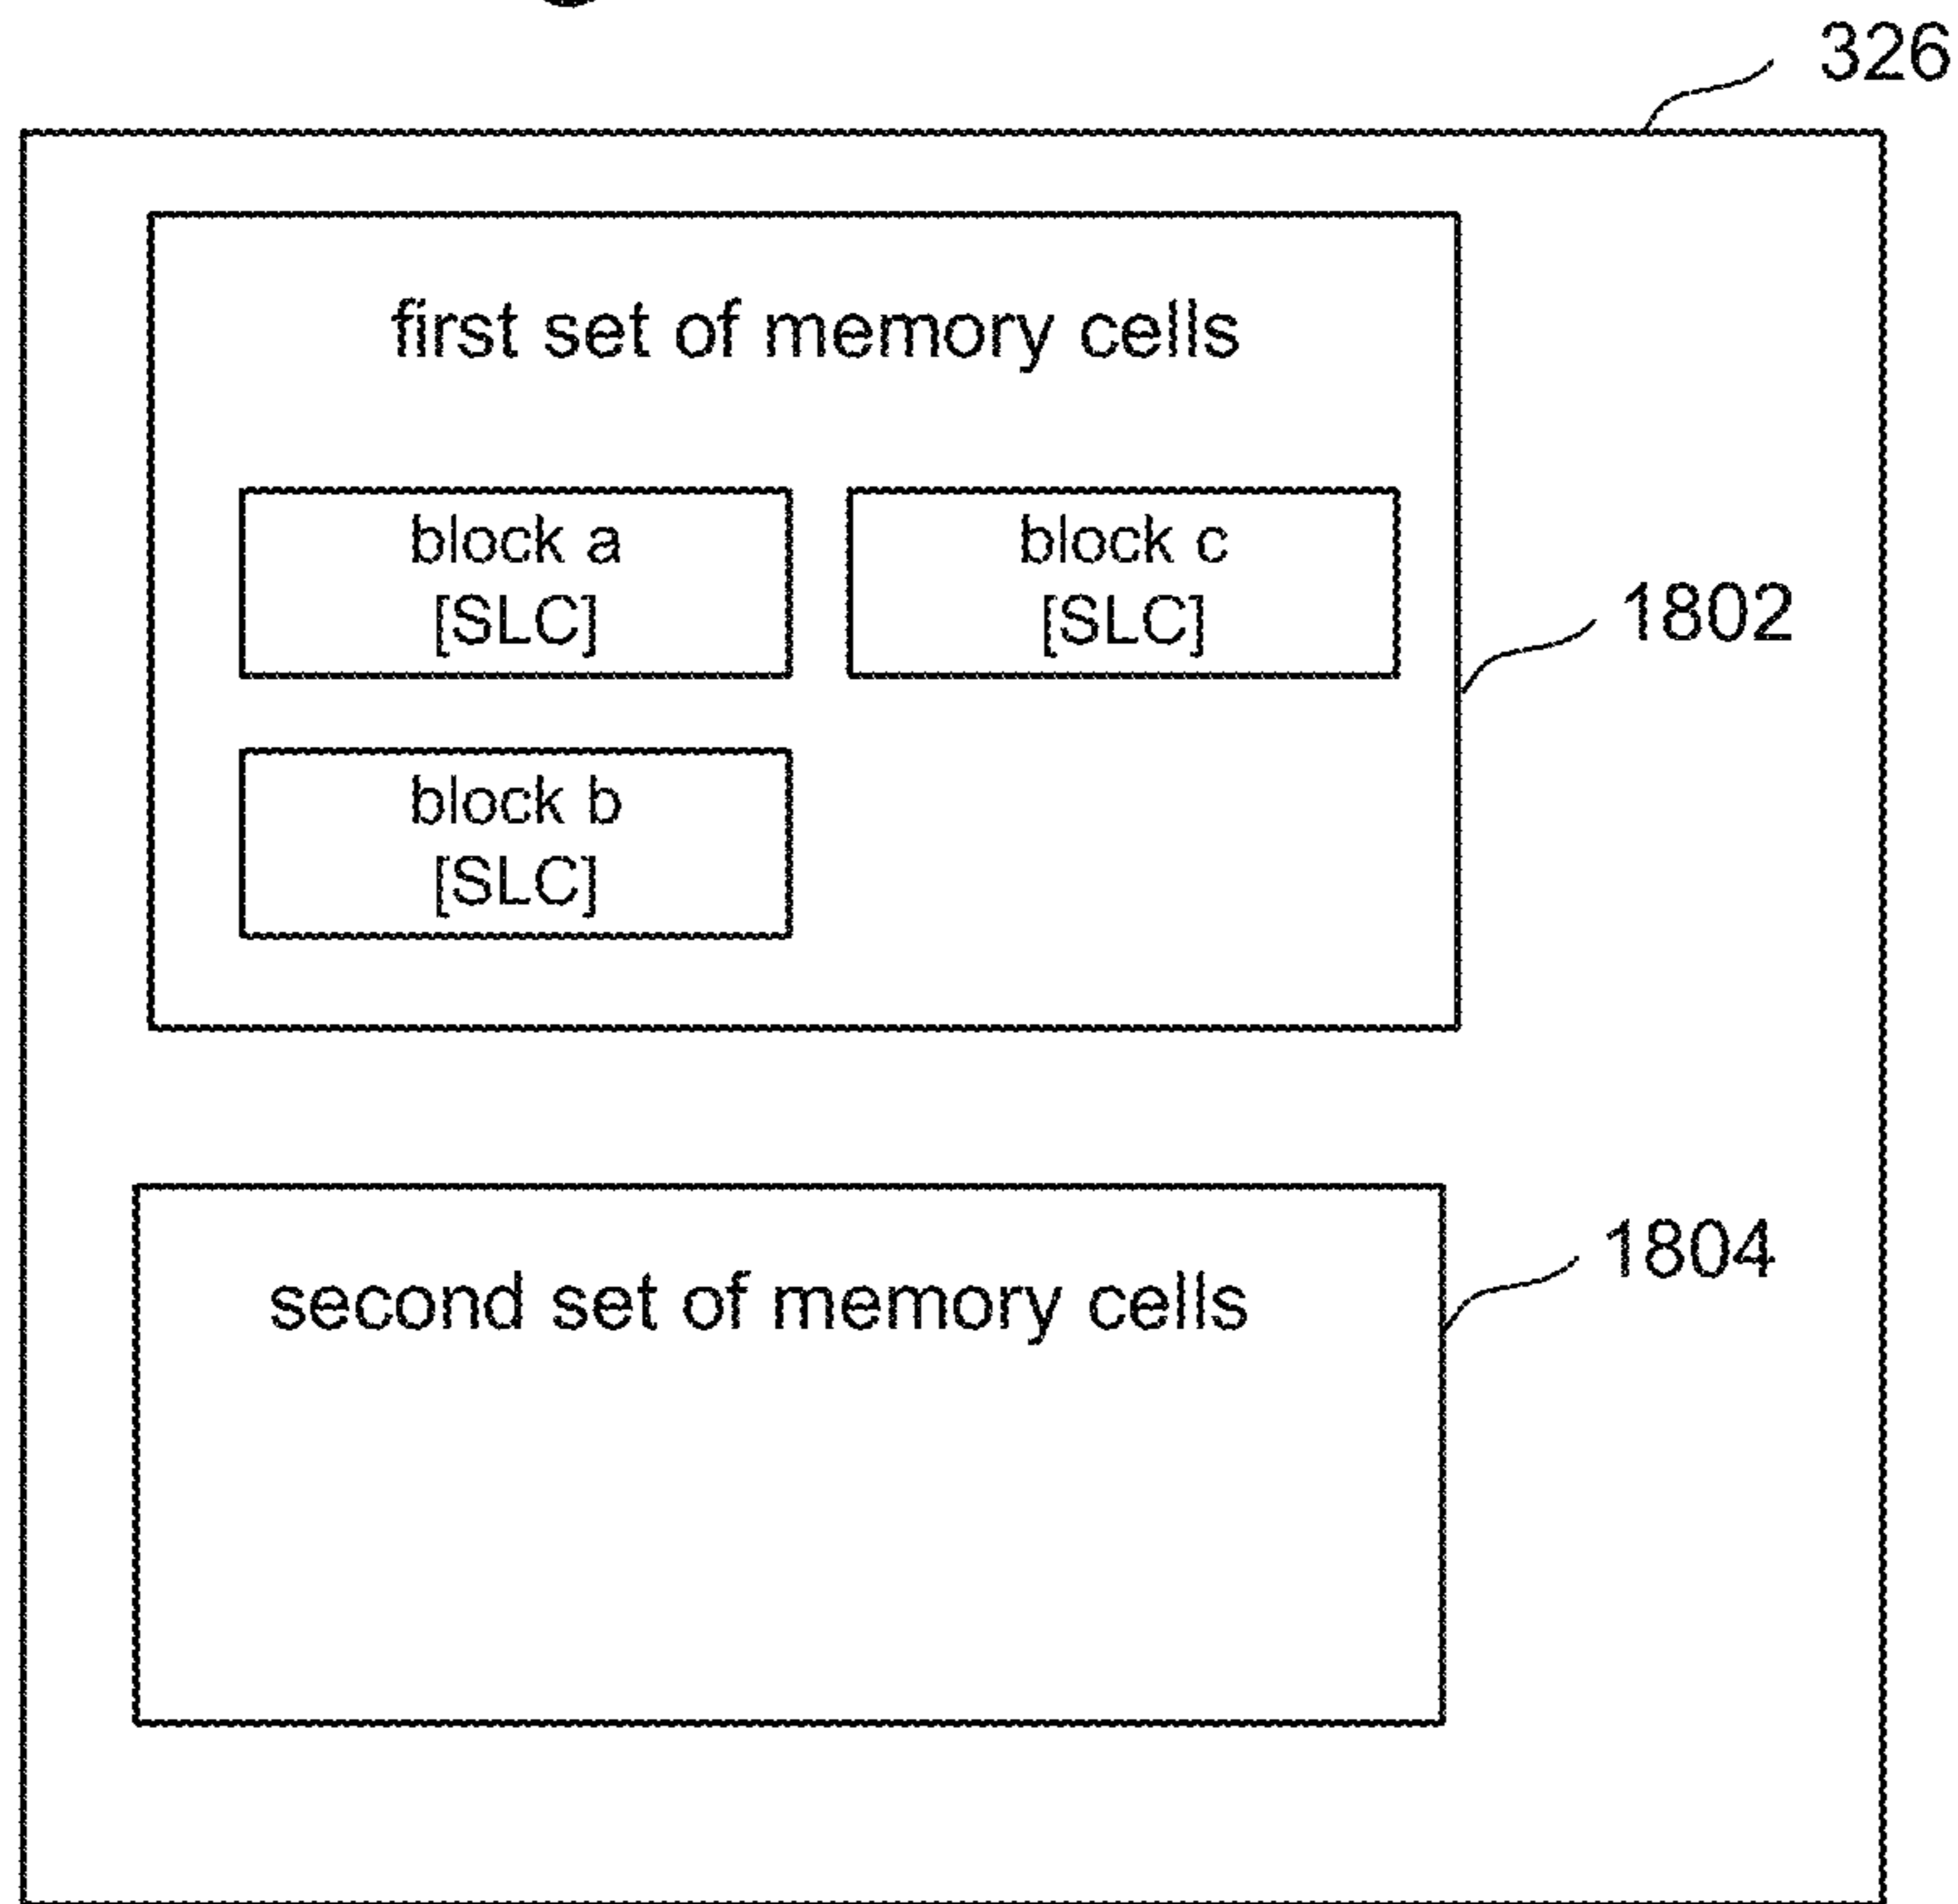 326
first set of memory cells
block a
[SLC]
block c
[SLC]
1802
block b
[SLC]
1804
second set of memory cells